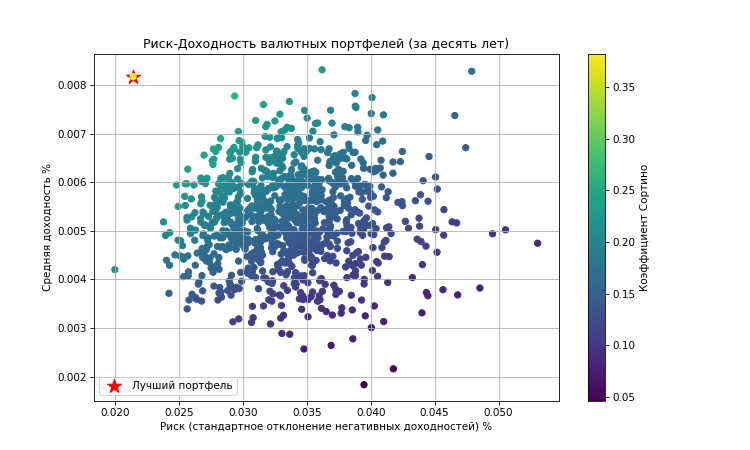 Риск-Доходность валютных портфелей (за десять лет)
Средняя доходность %
0.008
0.007
0.006
0.005
0.004
0.003
0.002
Лучший портфель
0.020 0.025 0.030 0.035 0.040 0.045 0.050
Риск (стандартное отклонение негативных доходностей) %
0.35
0.30
0.25
0.20
0.15
0.10
0.05
Коэффициент Сортино